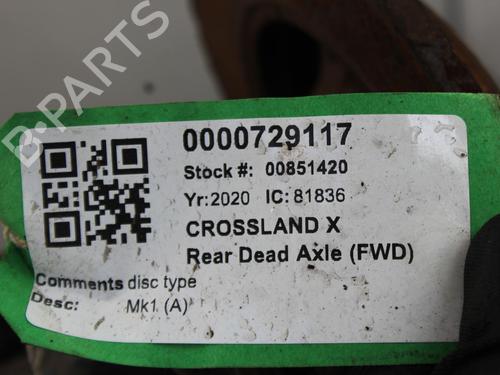 B-PARTS
0000729117
Stock #: 00851420
Yr:2020 IC:81836
CROSSLAND X
Rear Dead Axle (FWD)
Comments disc type
Desc: Mk1 (A)